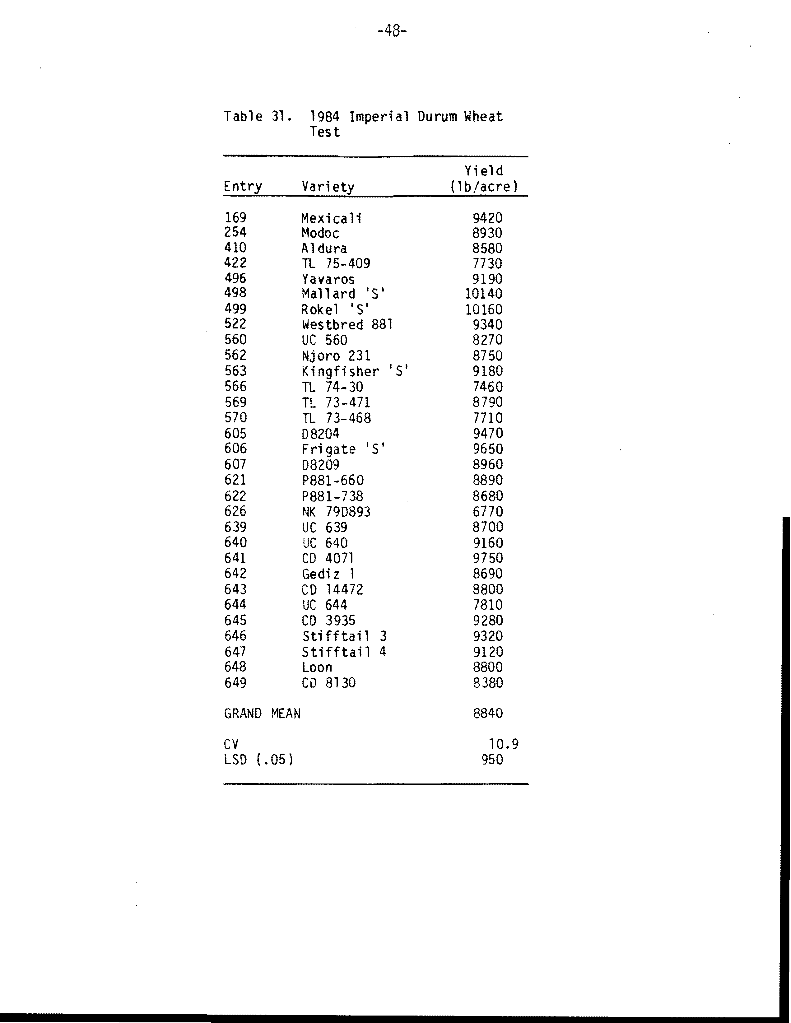 -48-
Table 31. 1984 Imperial Durum Wheat
Test
Yield
Entry Variety (lb/acre)
169 Mexicali 9420
254 Modoc 8930
410 Aldura 8580
422 TL 75-409 7730
496 Yavaros 9190
498 Mallard 'S' 10140
499 Rokel 'S' 10160
522 Westbred 881 9340
560 UC 560 8270
562 Njoro 231 8750
563 Kingfisher 'S' 9180
566 TL 74-30 7460
569 TL 73-471 8790
570 TL 73-468 7710
605 D8204 9470
606 Frigate 'S' 9650
607 D8209 8960
621 P881-660 8890
622 P881-738 8680
626 NK 79D893 6770
639 UC 639 8700
640 UC 640 9160
641 CD 4071 9750
642 Gediz 1 8690
643 CD 14472 8800
644 UC 644 7810
645 CD 3935 9280
646 Stifftail 3 9320
647 Stifftail 4 9120
648 Loon 8800
649 CD 8130 8380
GRAND MEAN 8840
CV 10.9
LSD (.05) 950